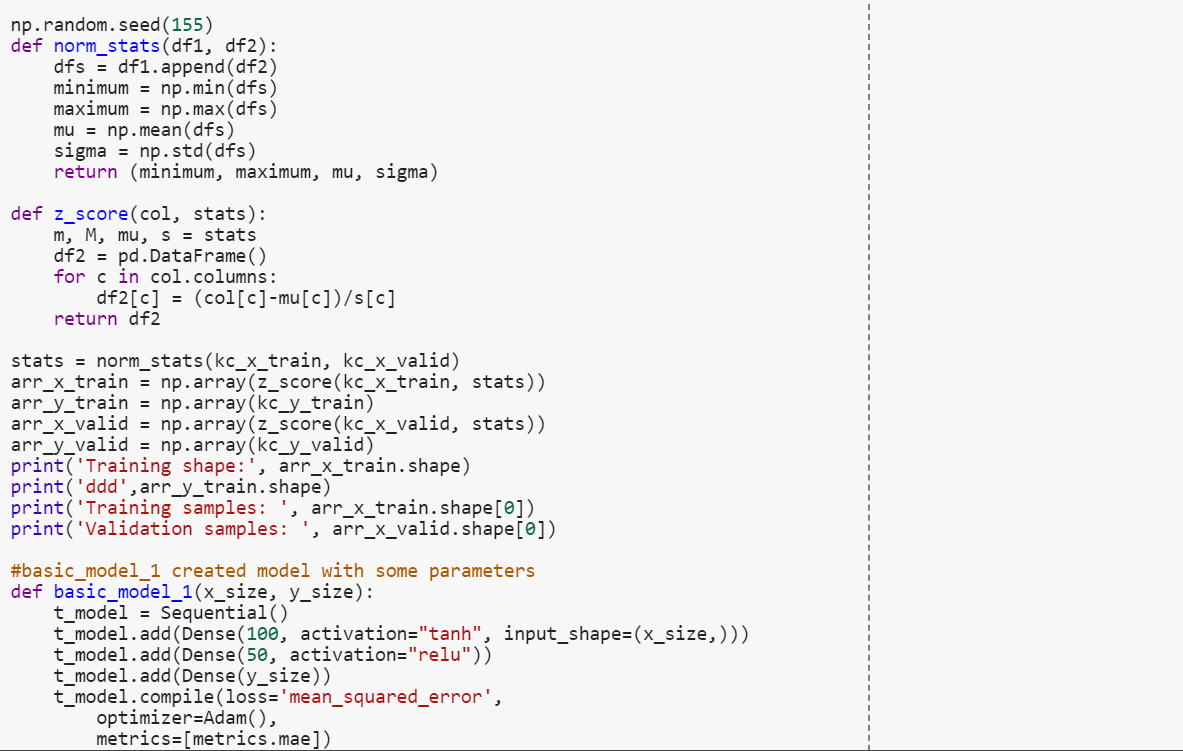 np.random.seed(155)
def norm_stats(df1, df2):
    dfs = df1.append(df2)
    minimum = np.min(dfs)
    maximum = np.max(dfs)
    mu = np.mean(dfs)
    sigma = np.std(dfs)
    return (minimum, maximum, mu, sigma)

def z_score(col, stats):
    m, M, mu, s = stats
    df2 = pd.DataFrame()
    for c in col.columns:
        df2[c] = (col[c]-mu[c])/s[c]
    return df2

stats = norm_stats(kc_x_train, kc_x_valid)
arr_x_train = np.array(z_score(kc_x_train, stats))
arr_y_train = np.array(kc_y_train)
arr_x_valid = np.array(z_score(kc_x_valid, stats))
arr_y_valid = np.array(kc_y_valid)
print('Training shape:', arr_x_train.shape)
print('ddd',arr_y_train.shape)
print('Training samples: ', arr_x_train.shape[0])
print('Validation samples: ', arr_x_valid.shape[0])

#basic_model_1 created model with some parameters
def basic_model_1(x_size, y_size):
    t_model = Sequential()
    t_model.add(Dense(100, activation="tanh", input_shape=(x_size,)))
    t_model.add(Dense(50, activation="relu"))
    t_model.add(Dense(y_size))
    t_model.compile(loss='mean_squared_error',
        optimizer=Adam(),
        metrics=[metrics.mae])